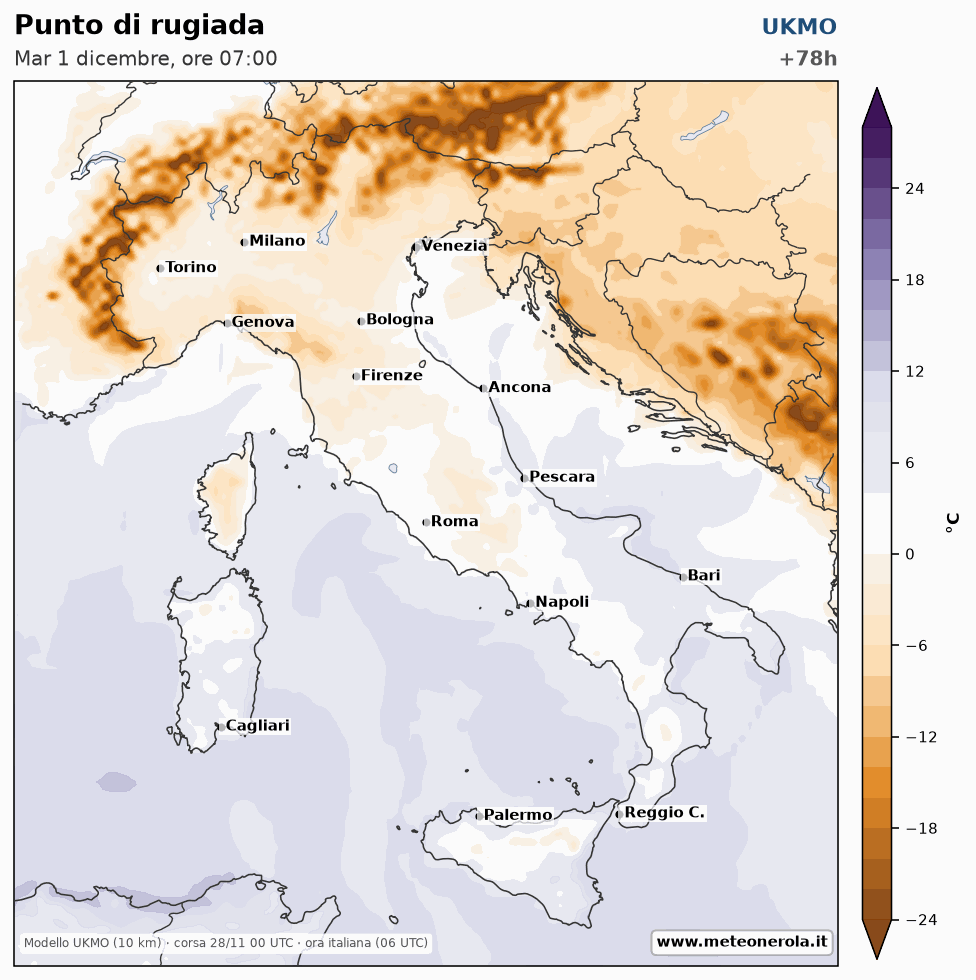 Punto di rugiada
UKMO
Mar 1 dicembre, ore 07:00
+78h
Milano
Venezia
Torino
Genova
Bologna
Firenze
Ancona
Pescara
Roma
Bari
Napoli
Cagliari
Palermo
Reggio C.
24
18
12
6
°C
0
−6
−12
−18
−24
Modello UKMO (10 km) · corsa 28/11 00 UTC · ora italiana (06 UTC)
www.meteonerola.it